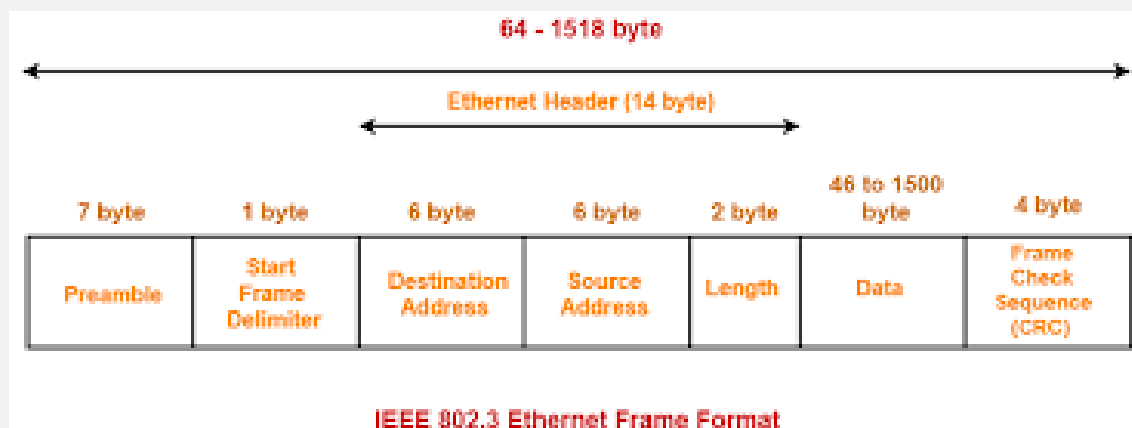 64 - 1518 byte
Ethernet Header (14 byte)
7 byte
1 byte
6 byte
6 byte
2 byte
46 to 1500
byte
4 byte
Preamble
Start
Frame
Delimiter
Destination
Address
Source
Address
Length
Data
Frame
Check
Sequence
(CRC)
IEEE 802.3 Ethernet Frame Format